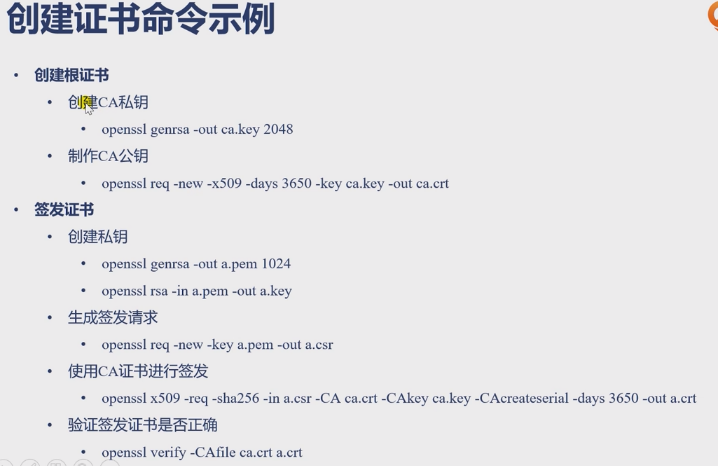 创建证书命令示例
• 创建根证书
• 创建CA私钥
• openssl genrsa -out ca.key 2048
• 制作CA公钥
• openssl req -new -x509 -days 3650 -key ca.key -out ca.crt
• 签发证书
• 创建私钥
• openssl genrsa -out a.pem 1024
• openssl rsa -in a.pem -out a.key
• 生成签发请求
• openssl req -new -key a.pem -out a.csr
• 使用CA证书进行签发
• openssl x509 -req -sha256 -in a.csr -CA ca.crt -CAkey ca.key -CAcreateserial -days 3650 -out a.crt
• 验证签发证书是否正确
• openssl verify -CAfile ca.crt a.crt